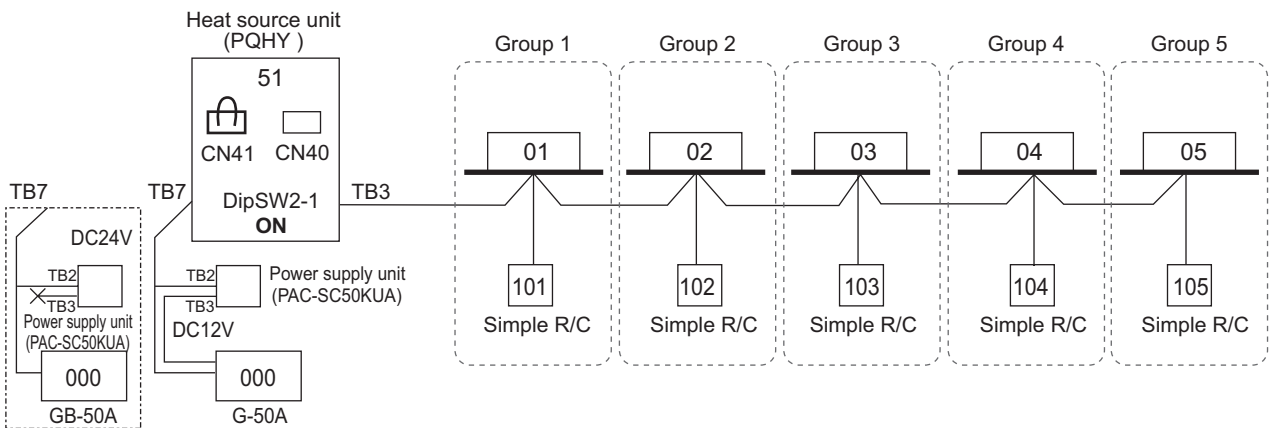 Heat source unit
(PQHY )
Group 1 Group 2 Group 3 Group 4 Group 5
51
CN41 CN40
01 02 03 04 05
TB7 TB7 DipSW2-1 TB3
ON
DC24V
TB2 TB2 Power supply unit
TB3 TB3 (PAC-SC50KUA)
101 102 103 104 105
Power supply unit DC12V
(PAC-SC50KUA)
Simple R/C Simple R/C Simple R/C Simple R/C Simple R/C
000 000
GB-50A G-50A